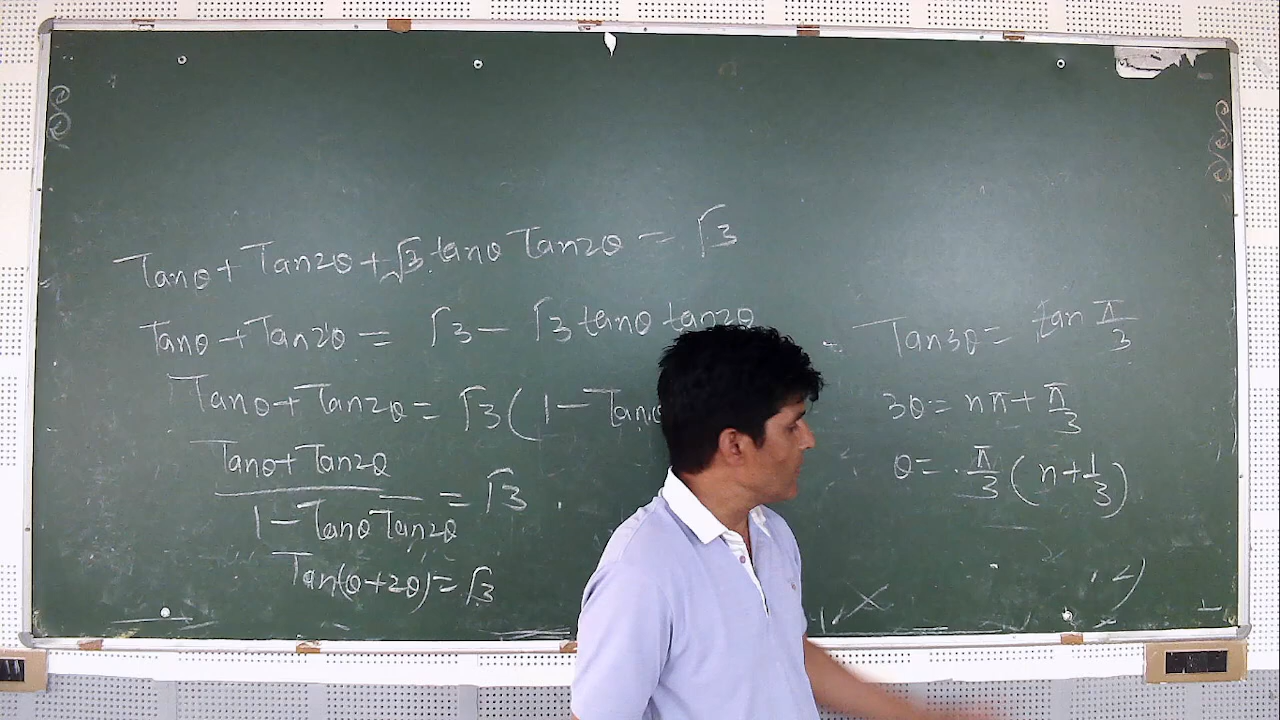 Tanθ + Tan2θ + √3 tanθ Tan2θ = √3
Tanθ + Tan2θ = √3 - √3 tanθ tan2θ
Tanθ + Tan2θ = √3 ( 1 - Tanθ
Tanθ + Tan2θ
1 - Tanθ Tan2θ = √3
Tan(θ + 2θ) = √3
Tan3θ = tan π/3
3θ = nπ + π/3
θ = π/3 (n + 1/3)